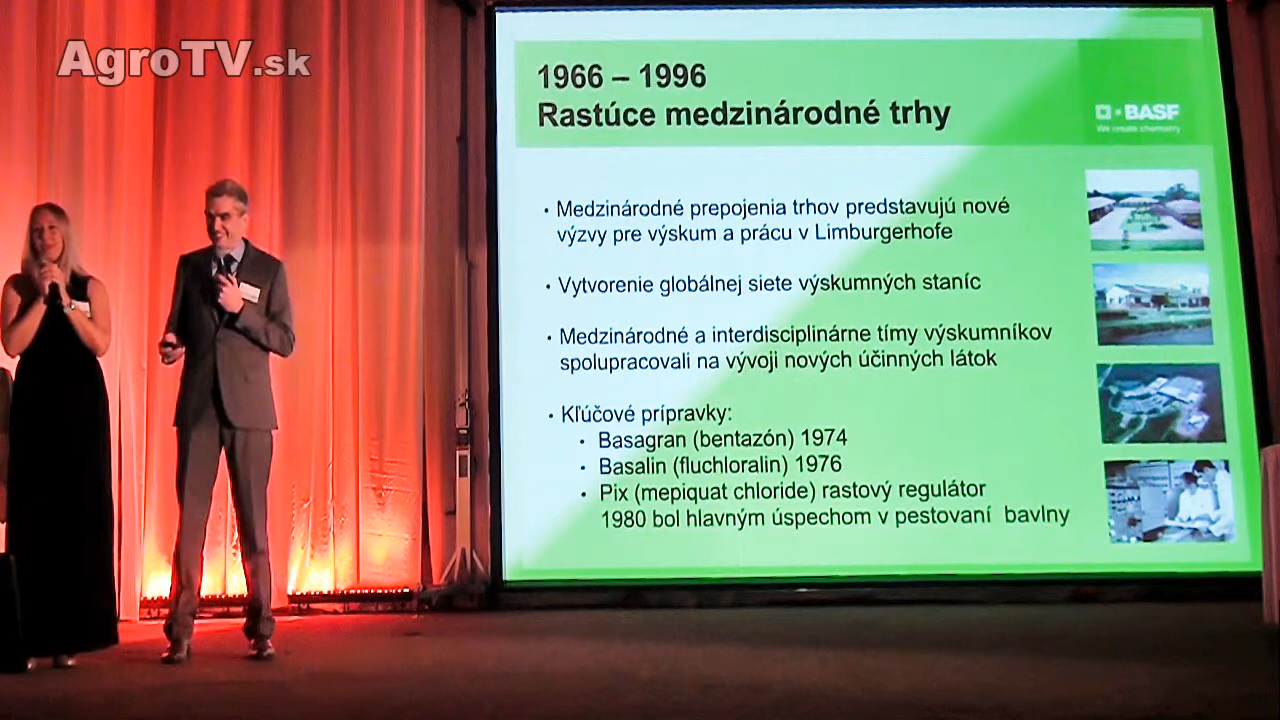 AgroTV.sk
1966 – 1996
Rastúce medzinárodné trhy
BASF
We create chemistry
· Medzinárodné prepojenia trhov predstavujú nové
výzvy pre výskum a prácu v Limburgerhofe
· Vytvorenie globálnej siete výskumných staníc
· Medzinárodné a interdisciplinárne tímy výskumníkov
spolupracovali na vývoji nových účinných látok
· Kľúčové prípravky:
· Basagran (bentazón) 1974
· Basalin (fluchloralin) 1976
· Pix (mepiquat chloride) rastový regulátor
1980 bol hlavným úspechom v pestovaní bavlny